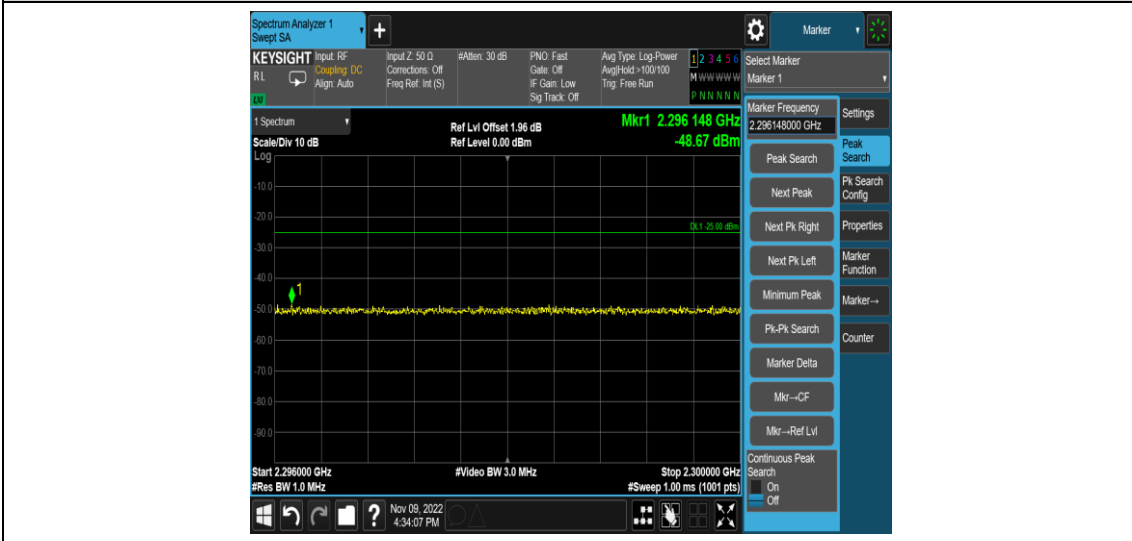 Spectrum Analyzer 1
Swept SA
+
Marker
KEYSIGHT
RL
LXI
Input: RF
Coupling: DC
Align: Auto
Input Z: 50 Ω
Corrections: Off
Freq Ref: Int (S)
#Atten: 30 dB
PNO: Fast
Gate: Off
IF Gain: Low
Sig Track: Off
Avg Type: Log-Power
Avg|Hold:>100/100
Trig: Free Run
1 2 3 4 5 6
M W W W W W
P N N N N N
Select Marker
Marker 1
1 Spectrum
Scale/Div 10 dB
Log
Ref Lvl Offset 1.96 dB
Ref Level 0.00 dBm
Mkr1 2.296 148 GHz
-48.67 dBm
-10.0
-20.0
DL1 -25.00 dBm
-30.0
-40.0
1
-50.0
-60.0
-70.0
-80.0
-90.0
Start 2.296000 GHz
#Video BW 3.0 MHz
Stop 2.300000 GHz
#Res BW 1.0 MHz
#Sweep 1.00 ms (1001 pts)
Marker Frequency
2.296148000 GHz
Peak Search
Next Peak
Next Pk Right
Next Pk Left
Minimum Peak
Pk-Pk Search
Marker Delta
Mkr→CF
Mkr→Ref Lvl
Continuous Peak
Search
On
Off
Settings
Peak
Search
Pk Search
Config
Properties
Marker
Function
Marker→
Counter
?
Nov 09, 2022
4:34:07 PM